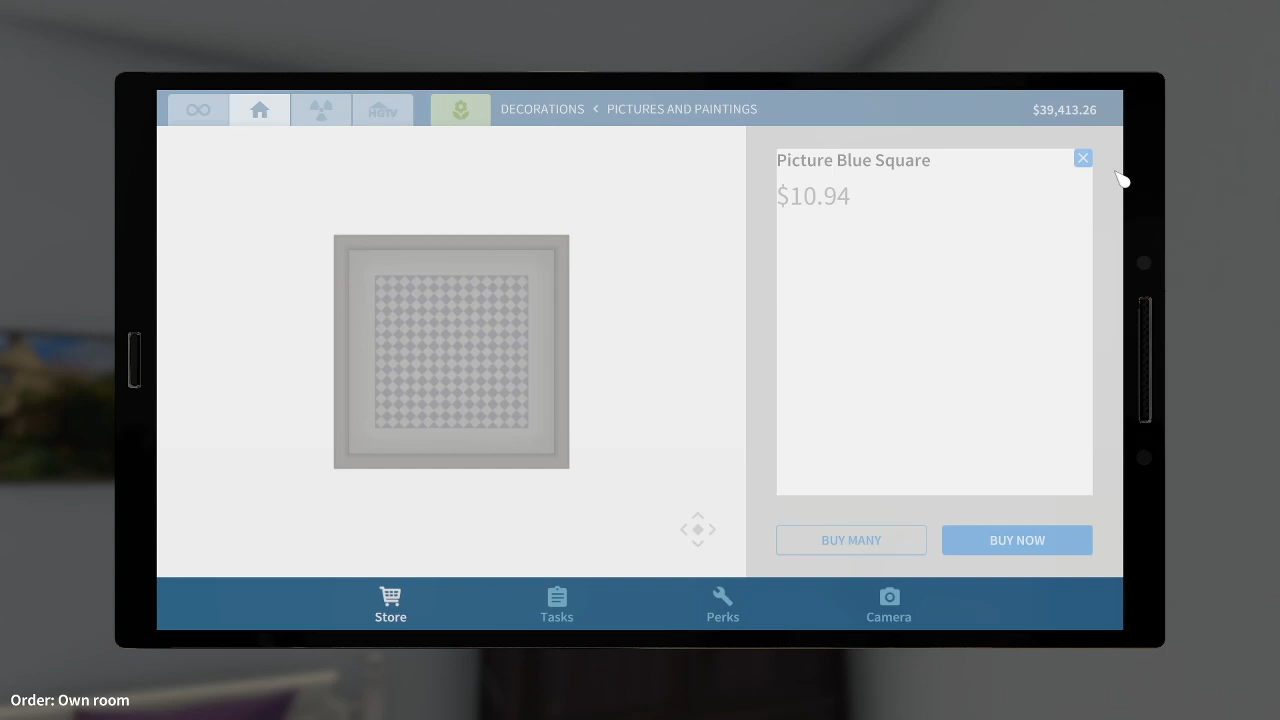 HGTV
DECORATIONS < PICTURES AND PAINTINGS
$39,413.26
Picture Blue Square
$10.94
BUY MANY
BUY NOW
Store
Tasks
Perks
Camera
Order: Own room